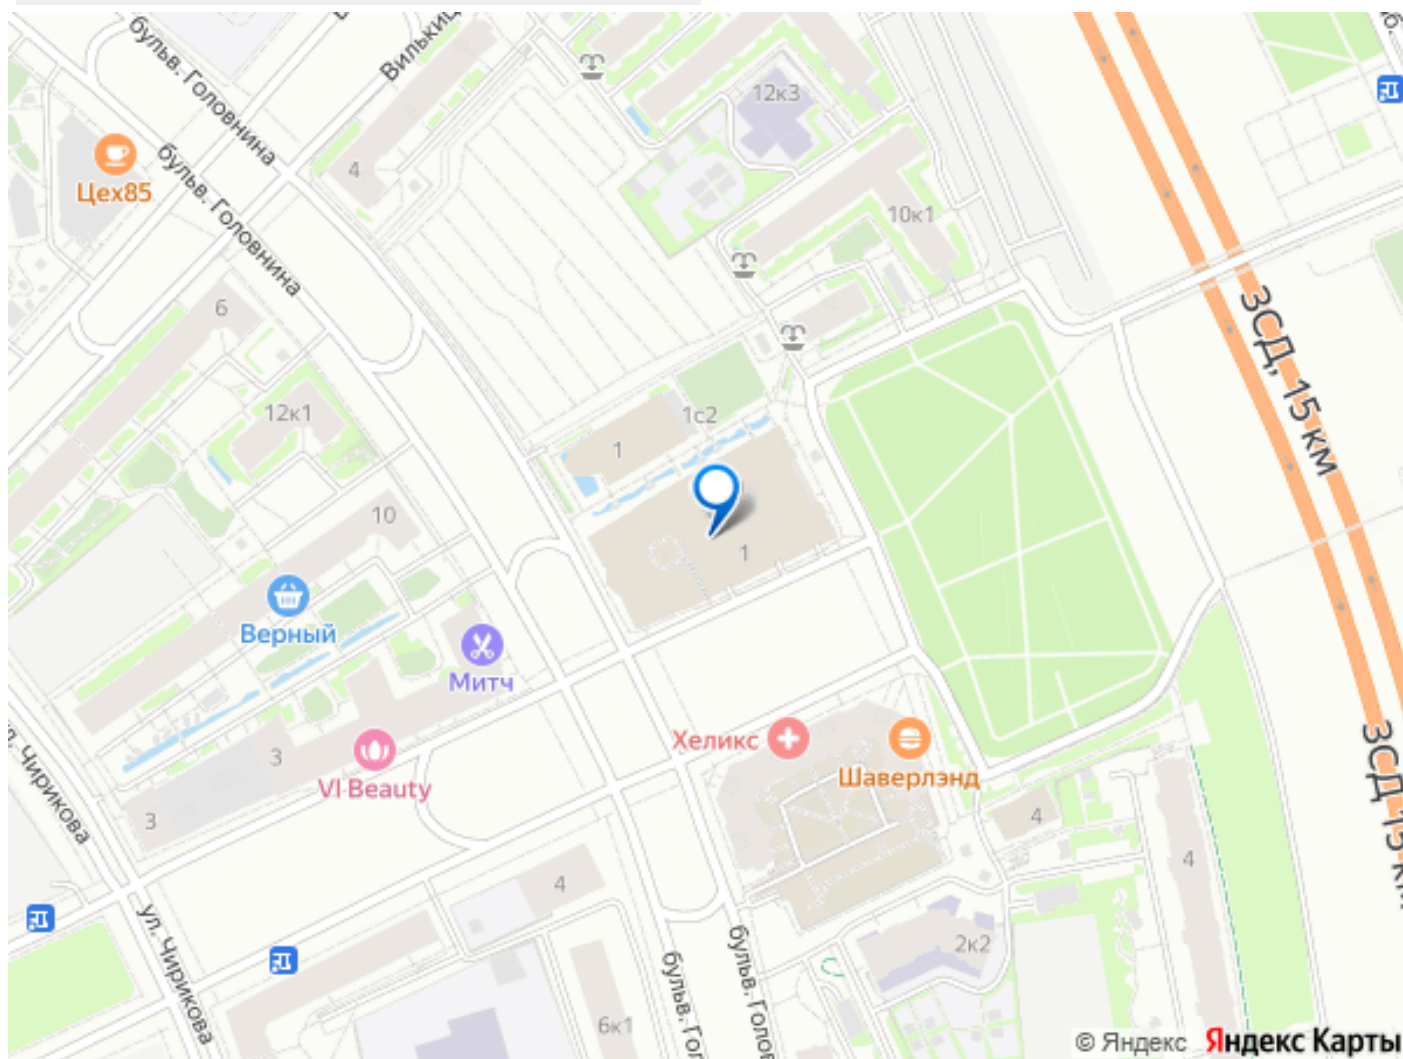 бульв. Головнина
Вильки
12к3
4
Цех85
бульв. Головнина
10к1
6
ЗСД, 15 км
12к1
1с2
1
10
1
Верный
Митч
Хеликс
Шаверлэнд
3
VI Beauty
3
ул. Чирикова
ЗСД 15 км
4
4
4
ул. Чирикова
2к2
бульв. Голов
бульв. Гол
6к1
© Яндекс Яндекс Карты